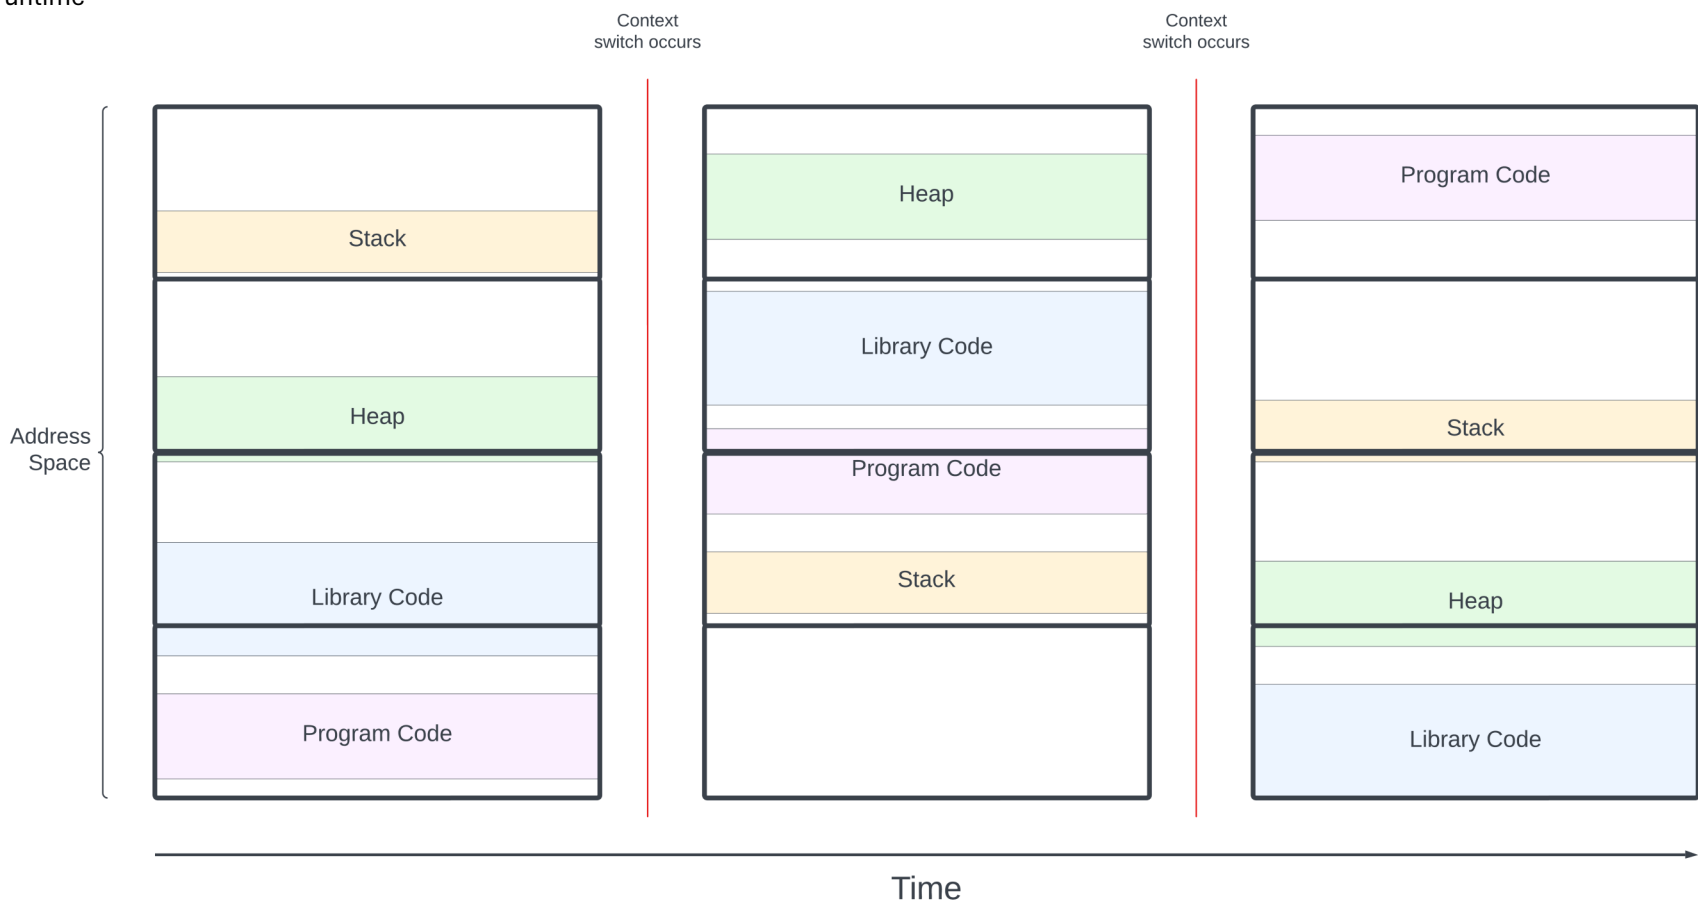 Context
switch occurs
Context
switch occurs
Address
Space
Stack
Heap
Library Code
Program Code
Heap
Library Code
Program Code
Stack
Program Code
Stack
Heap
Library Code
Time